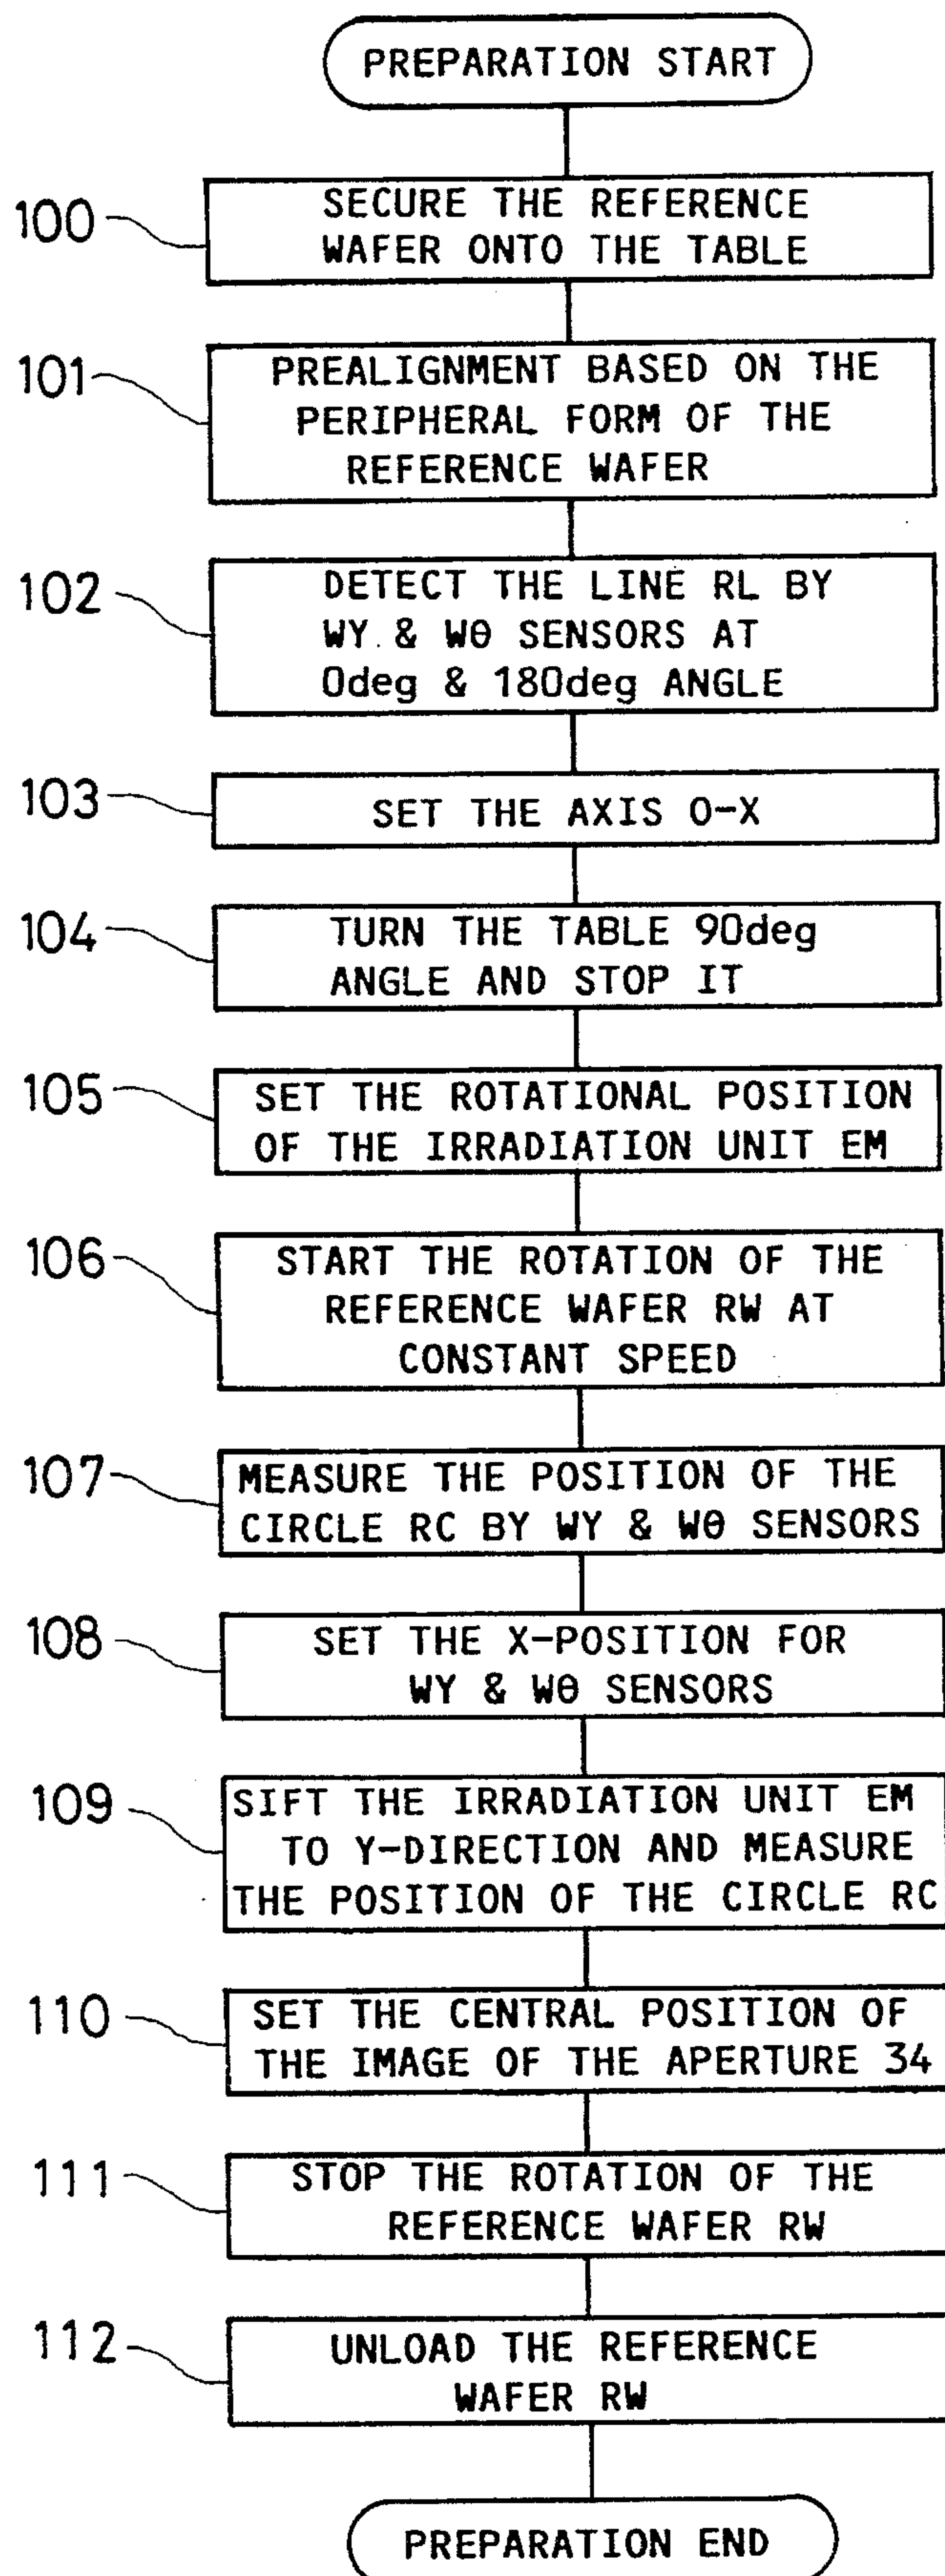 PREPARATION START
100
SECURE THE REFERENCE
WAFER ONTO THE TABLE
101
PREALIGNMENT BASED ON THE
PERIPHERAL FORM OF THE
REFERENCE WAFER
102
DETECT THE LINE RL BY
WY & Wθ SENSORS AT
0deg & 180deg ANGLE
103
SET THE AXIS O-X
104
TURN THE TABLE 90deg
ANGLE AND STOP IT
105
SET THE ROTATIONAL POSITION
OF THE IRRADIATION UNIT EM
106
START THE ROTATION OF THE
REFERENCE WAFER RW AT
CONSTANT SPEED
107
MEASURE THE POSITION OF THE
CIRCLE RC BY WY & Wθ SENSORS
108
SET THE X-POSITION FOR
WY & Wθ SENSORS
109
SIFT THE IRRADIATION UNIT EM
TO Y-DIRECTION AND MEASURE
THE POSITION OF THE CIRCLE RC
110
SET THE CENTRAL POSITION OF
THE IMAGE OF THE APERTURE 34
111
STOP THE ROTATION OF THE
REFERENCE WAFER RW
112
UNLOAD THE REFERENCE
WAFER RW
PREPARATION END